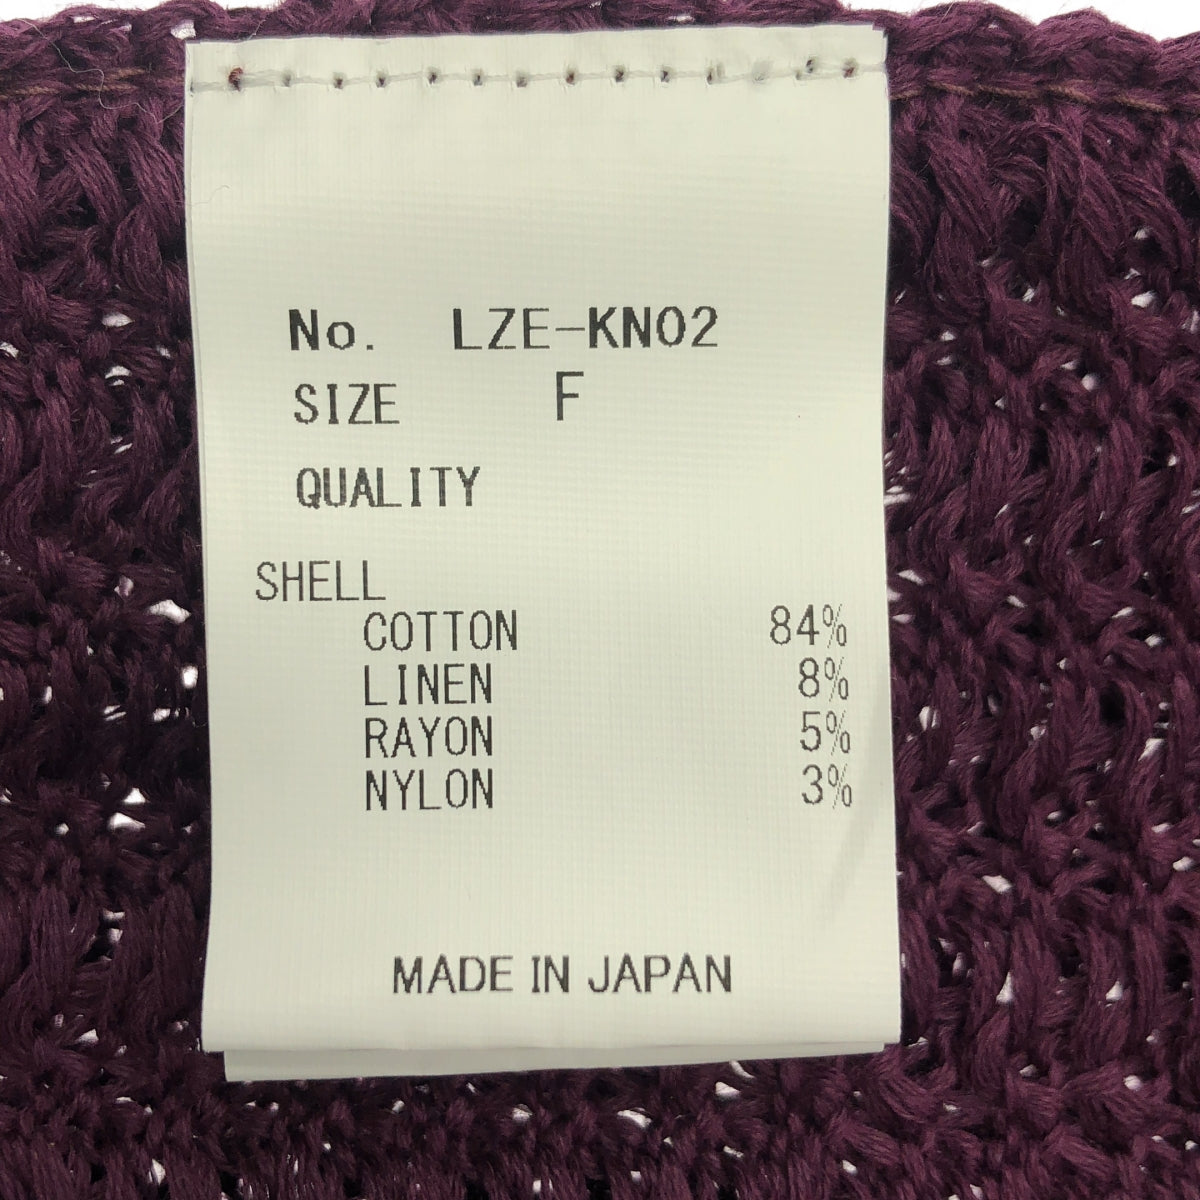 No. LZE-KN02
SIZE F
QUALITY
SHELL
COTTON 84%
LINEN 8%
RAYON 5%
NYLON 3%
MADE IN JAPAN